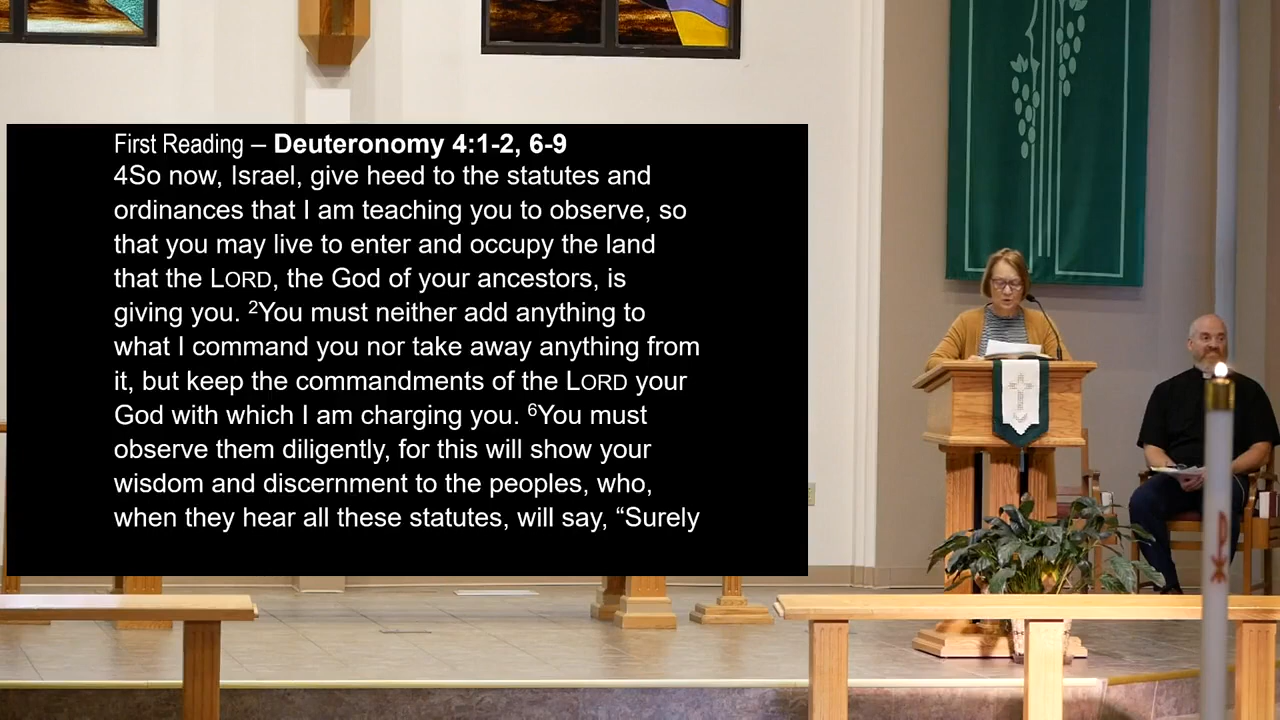 First Reading – Deuteronomy 4:1-2, 6-9
4So now, Israel, give heed to the statutes and
ordinances that I am teaching you to observe, so
that you may live to enter and occupy the land
that the LORD, the God of your ancestors, is
giving you. ²You must neither add anything to
what I command you nor take away anything from
it, but keep the commandments of the LORD your
God with which I am charging you. ⁶You must
observe them diligently, for this will show your
wisdom and discernment to the peoples, who,
when they hear all these statutes, will say, “Surely